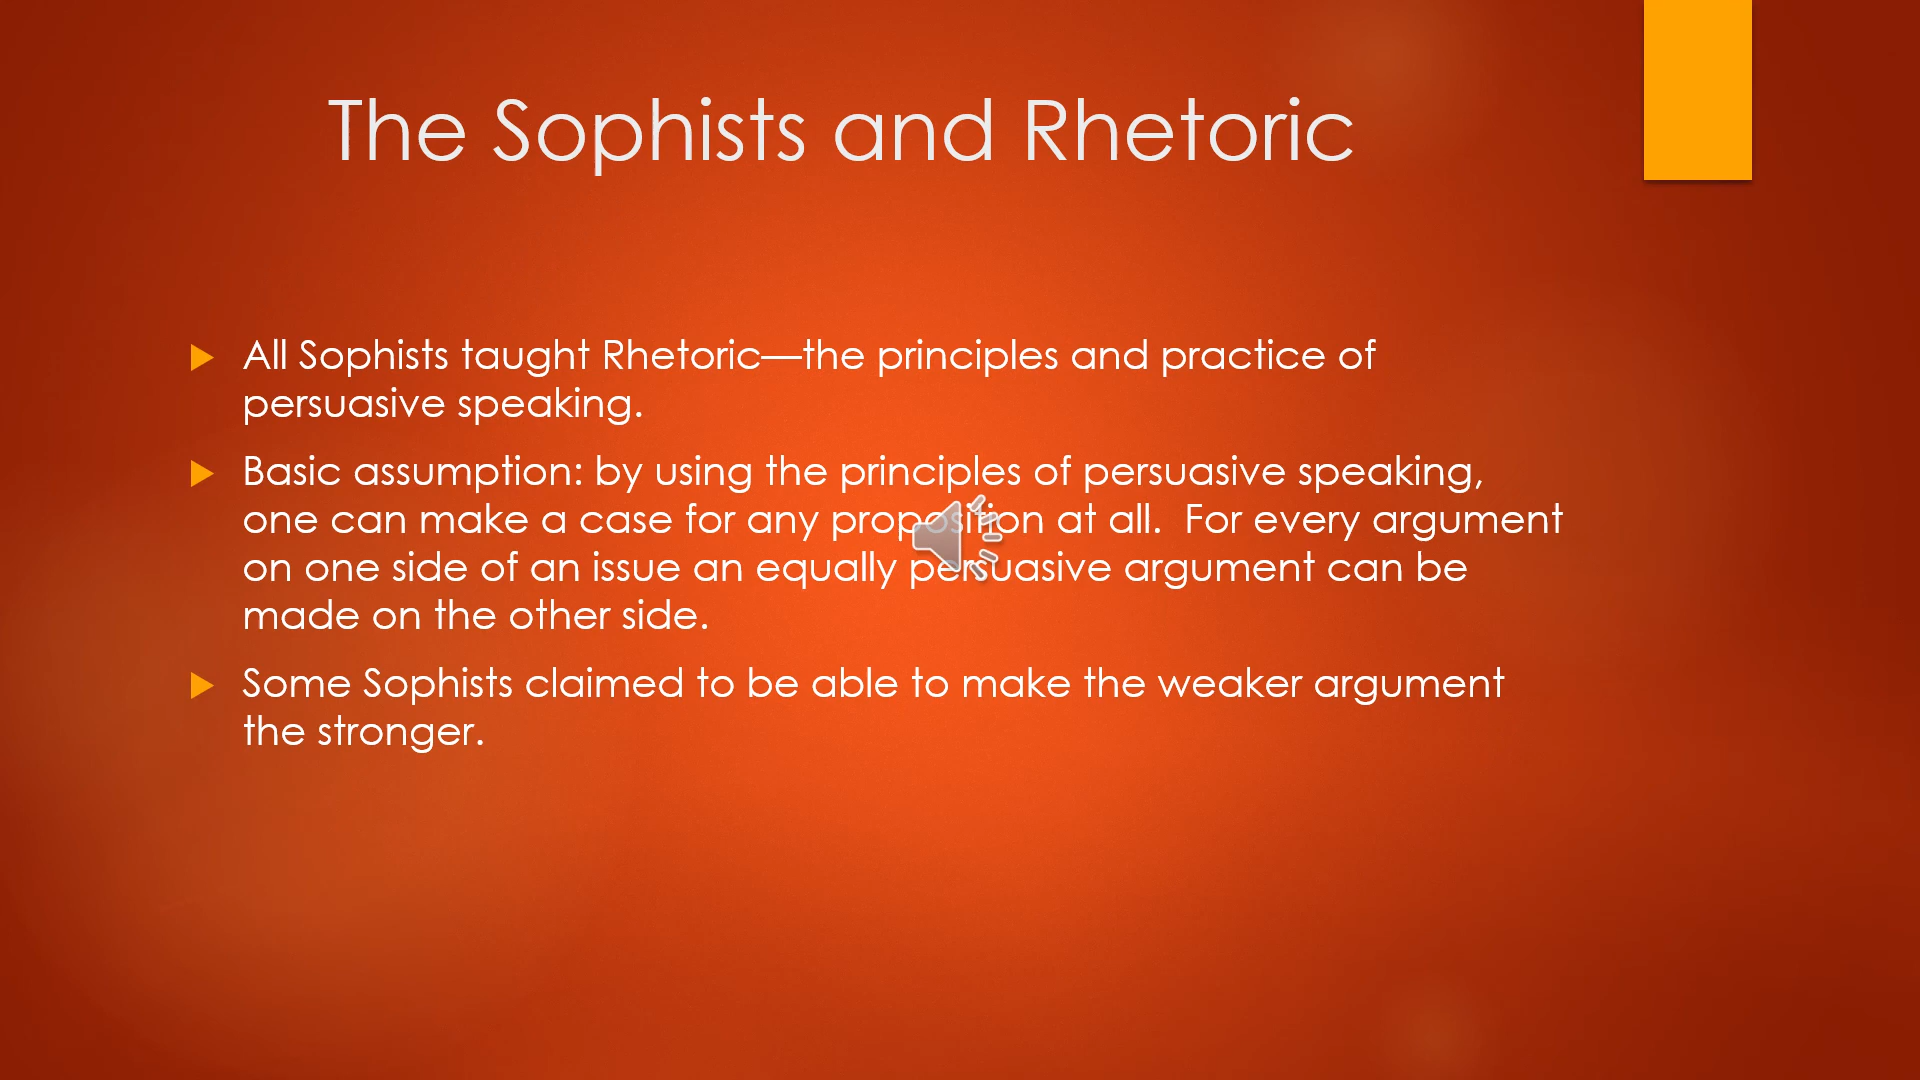 The Sophists and Rhetoric
All Sophists taught Rhetoric—the principles and practice of
persuasive speaking.
Basic assumption: by using the principles of persuasive speaking,
one can make a case for any proposition at all.  For every argument
on one side of an issue an equally persuasive argument can be
made on the other side.
Some Sophists claimed to be able to make the weaker argument
the stronger.